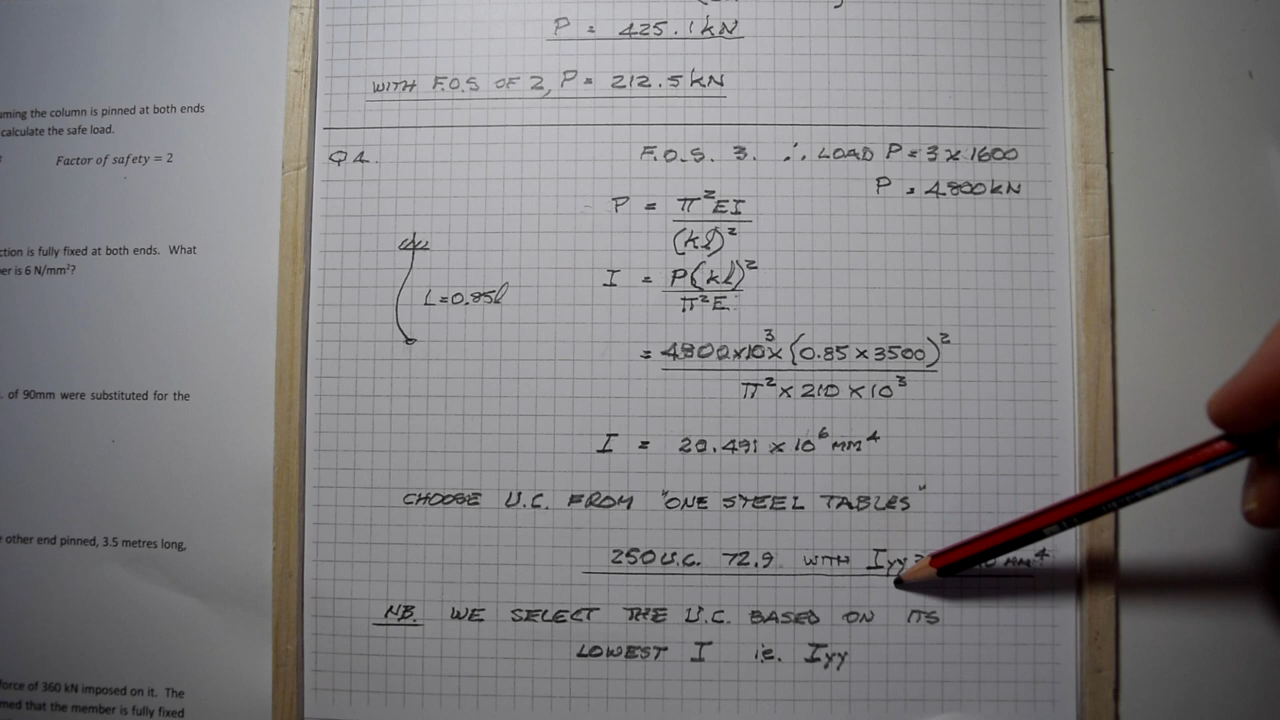 P = 425.1kN
WITH F.O.S OF 2, P = 212.5kN
uming the column is pinned at both ends
calculate the safe load.
Factor of safety = 2
ction is fully fixed at both ends. What
er is 6 N/mm²?
. of 90mm were substituted for the
other end pinned, 3.5 metres long,
force of 360 kN imposed on it. The
med that the member is fully fixed
Q4.
F.O.S. 3. ∴ LOAD P = 3 x 1600
P = 4800kN
P = π²EI
(kl)²
L=0.85l
I = P(kl)²
π²E
= 4800x10³x(0.85 x 3500)²
π² x 210 x 10³
I = 20.491 x 10⁶ mm⁴
CHOOSE U.C. FROM "ONE STEEL TABLES"
250U.C. 72.9 WITH Iyy mm⁴
NB. WE SELECT THE U.C. BASED ON ITS
LOWEST I i.e. Iyy